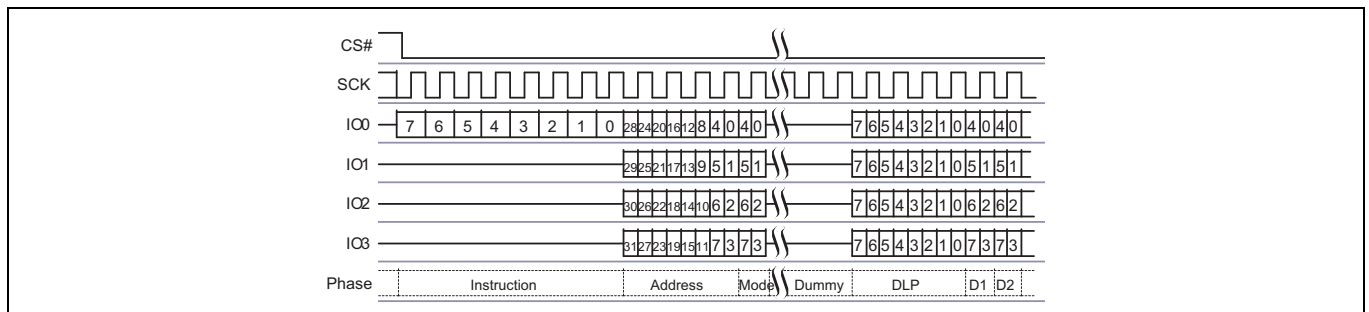 CS#
SCK
IO0 7 6 5 4 3 2 1 0 28 24 20 16 12 8 4 0 4 0 7 6 5 4 3 2 1 0 4 0 4 0
IO1 29 25 21 17 13 9 5 1 5 1 7 6 5 4 3 2 1 0 5 1 5 1
IO2 30 26 22 18 14 10 6 2 6 2 7 6 5 4 3 2 1 0 6 2 6 2
IO3 31 27 23 19 15 11 7 3 7 3 7 6 5 4 3 2 1 0 7 3 7 3
Phase Instruction Address Mode Dummy DLP D1 D2